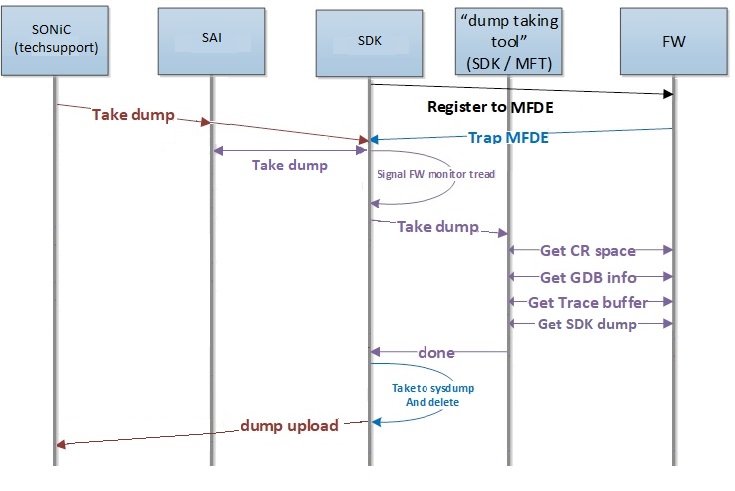 SONiC
(techsupport)
SAI
SDK
“dump taking
tool”
(SDK / MFT)
FW
Register to MFDE
Take dump
Trap MFDE
Take dump
Signal FW monitor tread
Take dump
Get CR space
Get GDB info
Get Trace buffer
Get SDK dump
done
Take to sysdump
And delete
dump upload